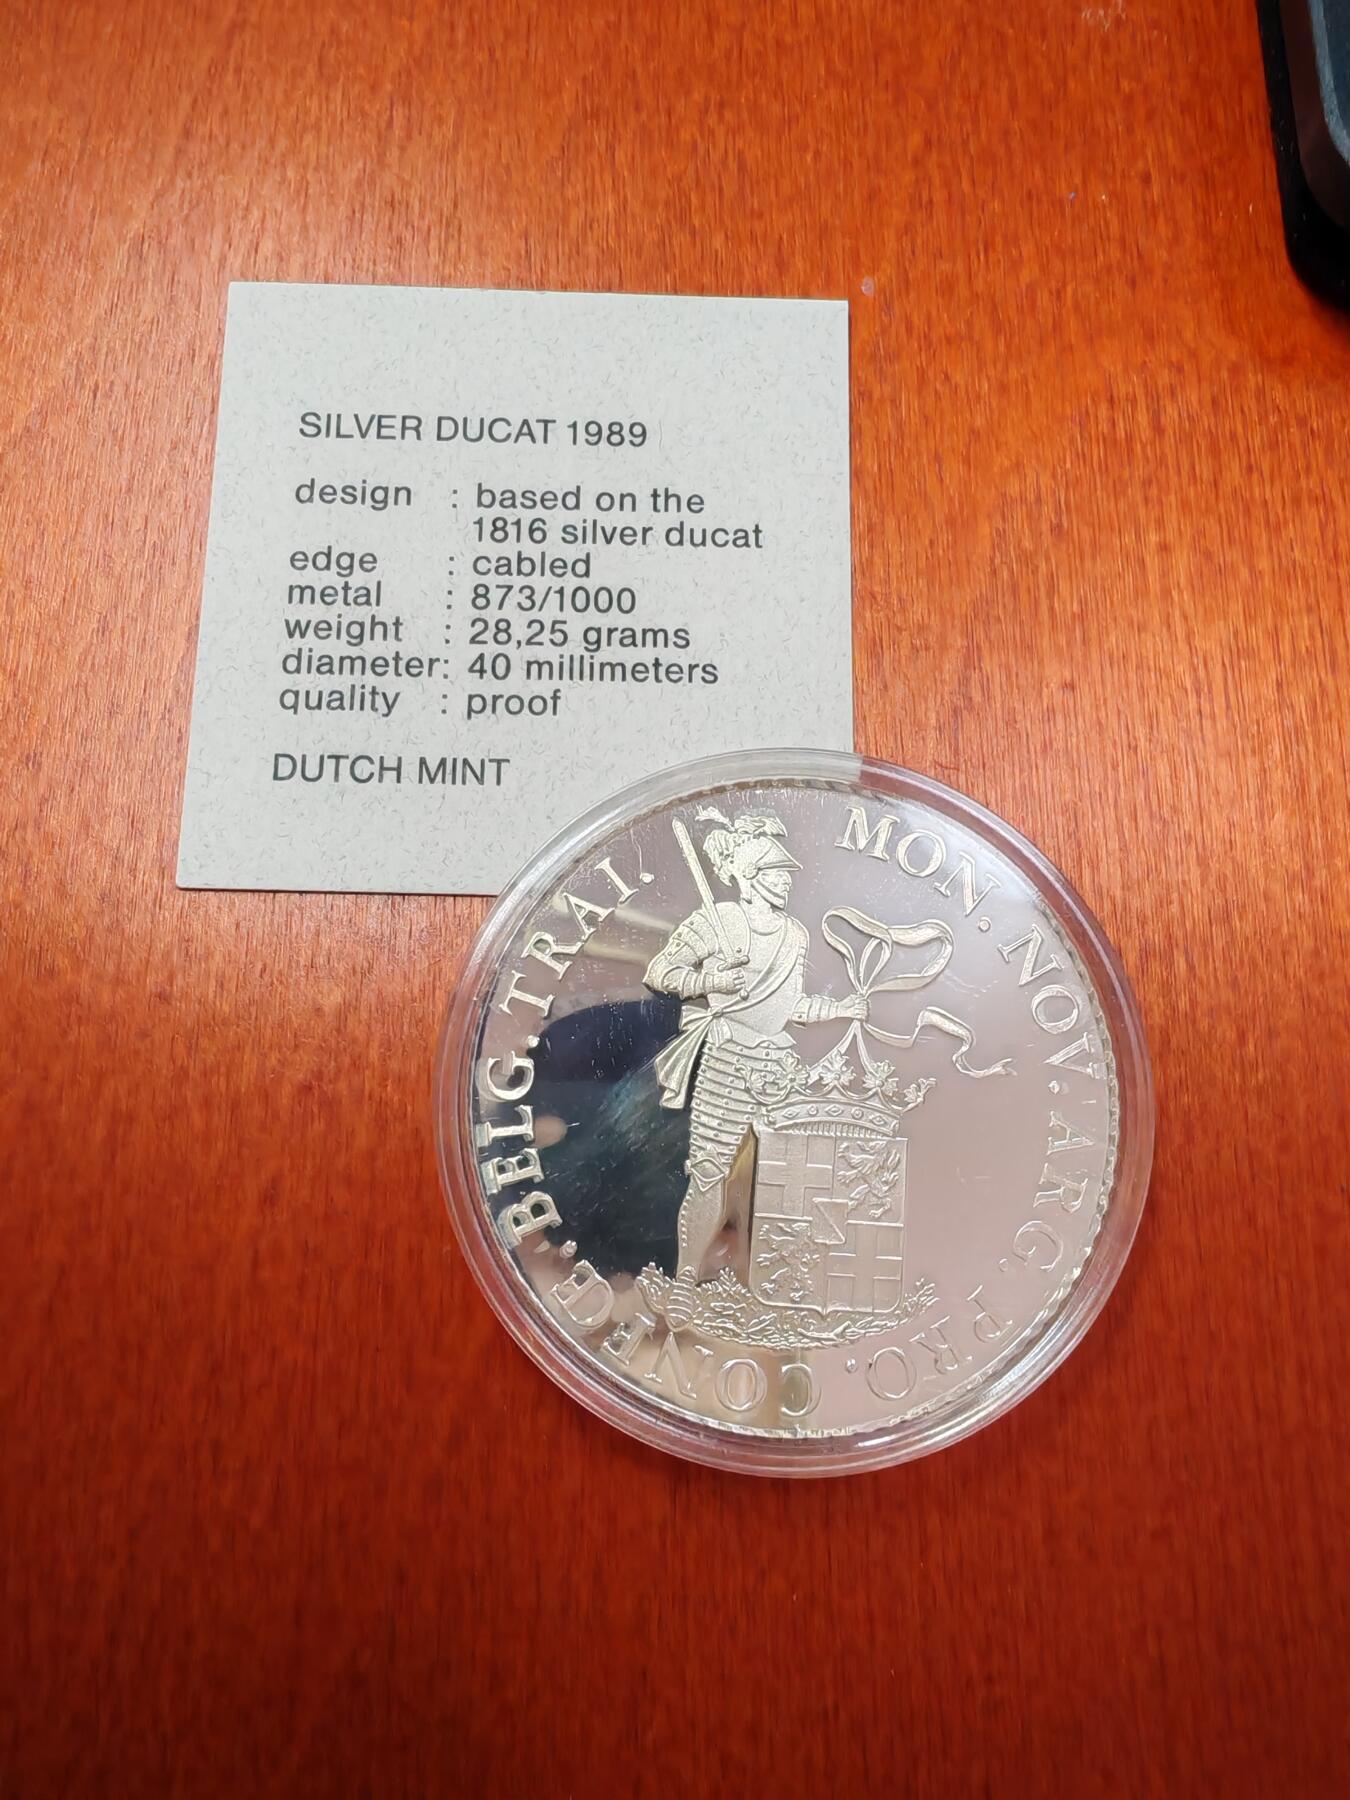 SILVER DUCAT 1989
design : based on the
1816 silver ducat
edge : cabled
metal : 873/1000
weight : 28,25 grams
diameter: 40 millimeters
quality : proof
DUTCH MINT
MON. NOV. ARG. PRO. CONFŒ. BELG. TRAI.